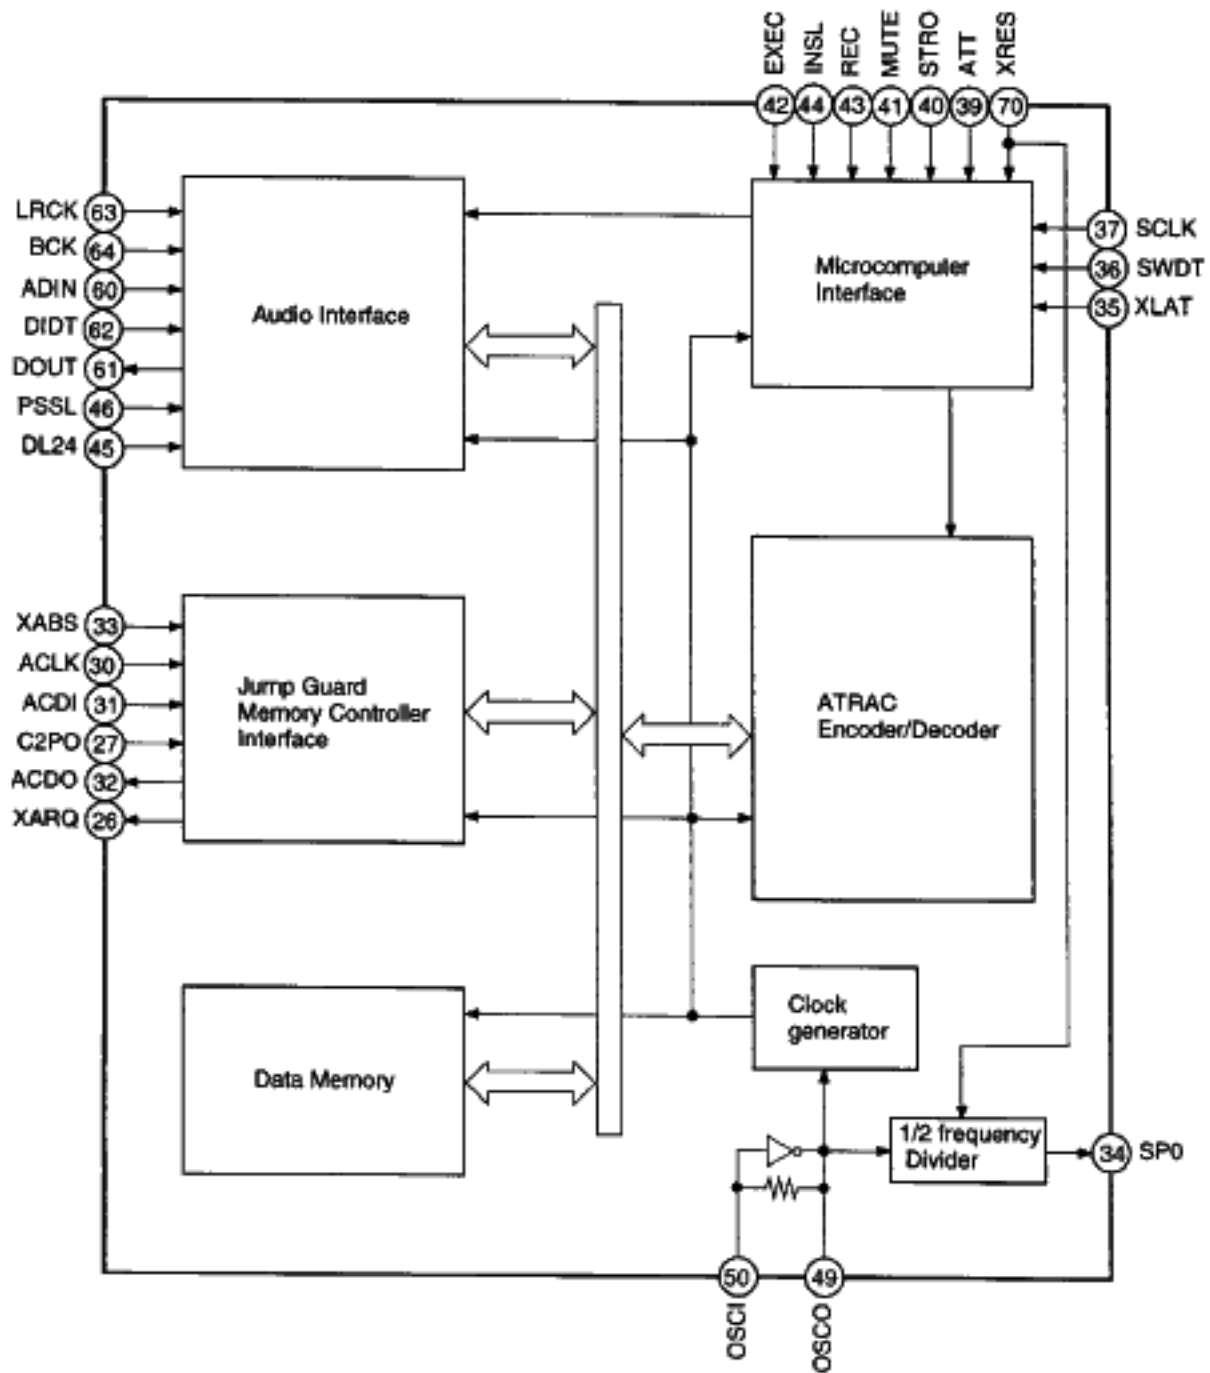 EXEC
INSL
REC
MUTE
STRO
ATT
XRES
42
44
43
41
40
39
70
LRCK 63
BCK 64
ADIN 60
DIDT 62
DOUT 61
PSSL 46
DL24 45
Audio Interface
Microcomputer
Interface
37 SCLK
36 SWDT
35 XLAT
XABS 33
ACLK 30
ACDI 31
C2PO 27
ACDO 32
XARQ 26
Jump Guard
Memory Controller
Interface
ATRAC
Encoder/Decoder
Data Memory
Clock
generator
1/2 frequency
Divider
34 SP0
50
49
OSCI
OSCO